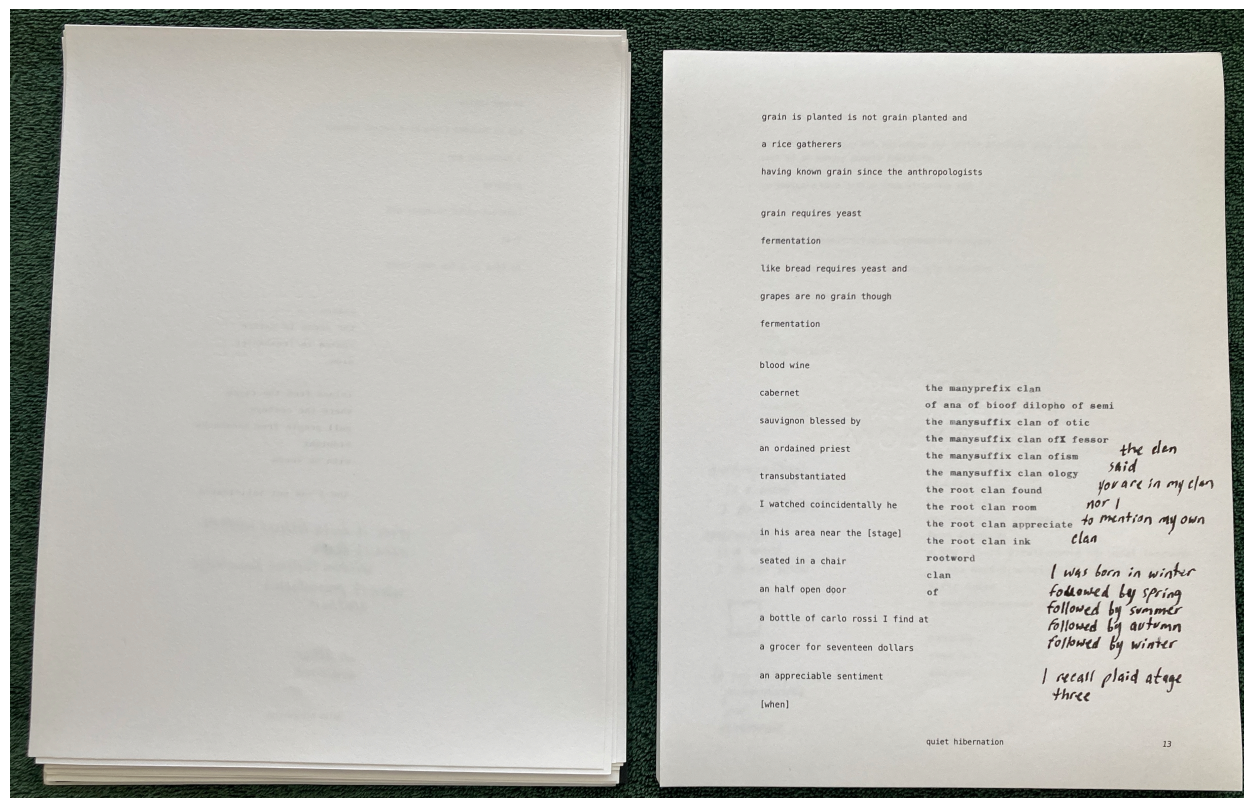 grain is planted is not grain planted and
a rice gatherers
having known grain since the anthropologists
grain requires yeast
fermentation
like bread requires yeast and
grapes are no grain though
fermentation
blood wine
cabernet
sauvignon blessed by
an ordained priest
transubstantiated
I watched coincidentally he
in his area near the [stage]
seated in a chair
an half open door
a bottle of carlo rossi I find at
a grocer for seventeen dollars
an appreciable sentiment
[when]
the manyprefix clan
of ana of bioof dilopho of semi
the manysuffix clan of otic
the manysuffix clan ofX fessor
the manysuffix clan ofism
the manysuffix clan ology
the root clan found
the root clan room
the root clan appreciate
the root clan ink
rootword
clan
of
the clan
said
you are in my clan
nor I
to mention my own
clan
I was born in winter
followed by spring
followed by summer
followed by autumn
followed by winter
I recall plaid atage
three
quiet hibernation
13